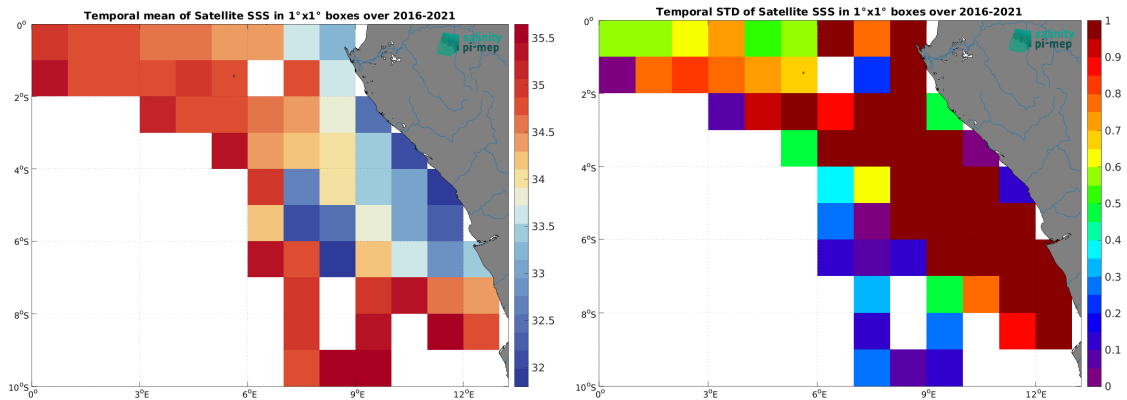 Temporal mean of Satellite SSS in 1°x1° boxes over 2016-2021
0°
2°S
4°S
6°S
8°S
10°S
0°
3°E
6°E
9°E
12°E
salinity
pi-mep
35.5
35
34.5
34
33.5
33
32.5
32
Temporal STD of Satellite SSS in 1°x1° boxes over 2016-2021
0°
2°S
4°S
6°S
8°S
10°S
0°
3°E
6°E
9°E
12°E
salinity
pi-mep
1
0.9
0.8
0.7
0.6
0.5
0.4
0.3
0.2
0.1
0